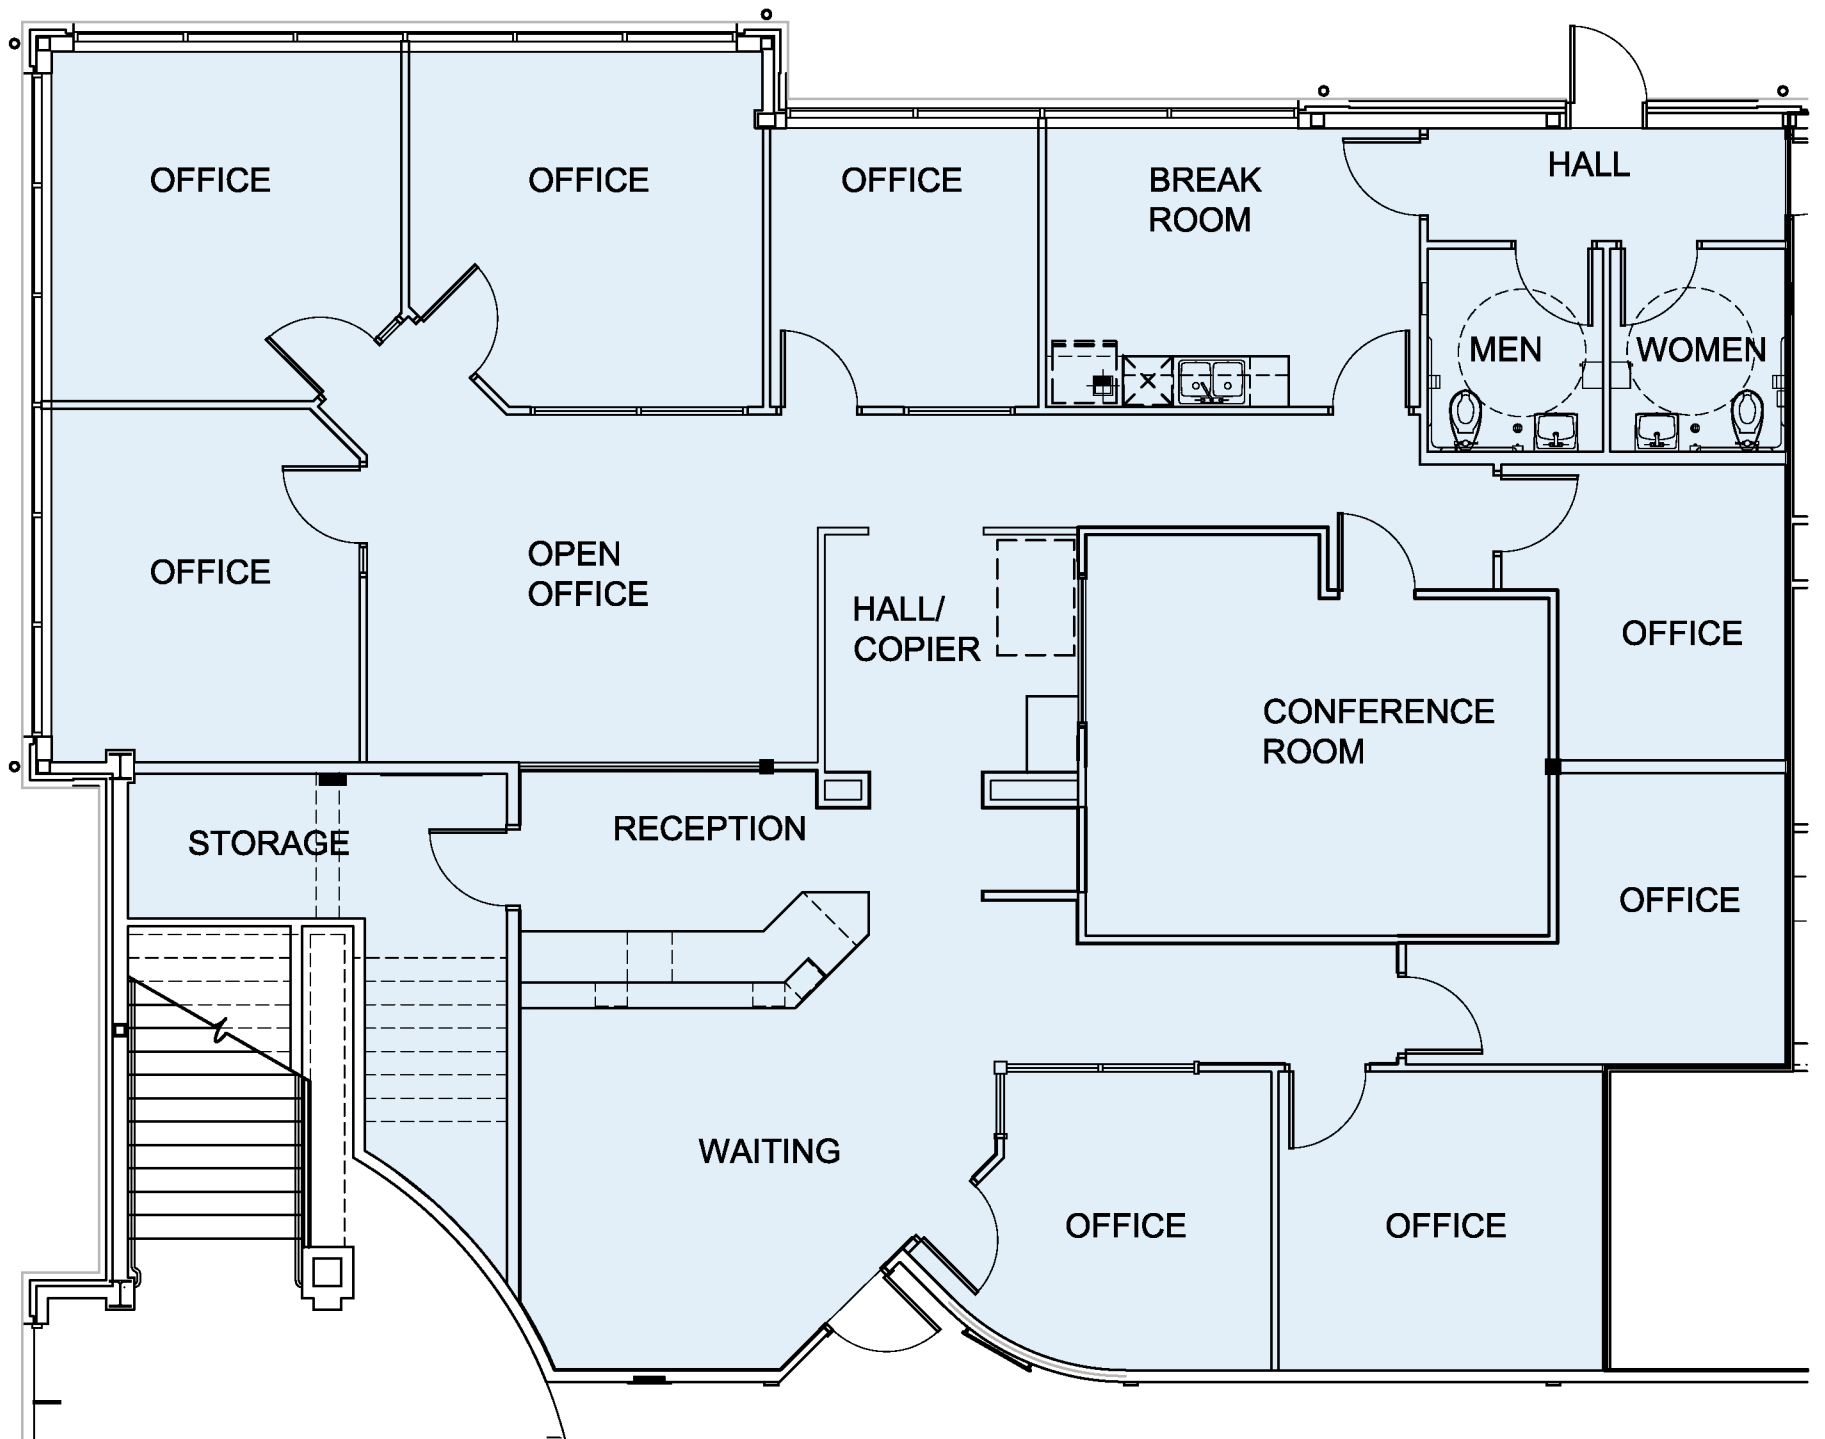 HALL
OFFICE
OFFICE
OFFICE
BREAK
ROOM
MEN
WOMEN
OFFICE
OPEN
OFFICE
HALL/
COPIER
OFFICE
CONFERENCE
ROOM
STORAGE
RECEPTION
OFFICE
WAITING
OFFICE
OFFICE